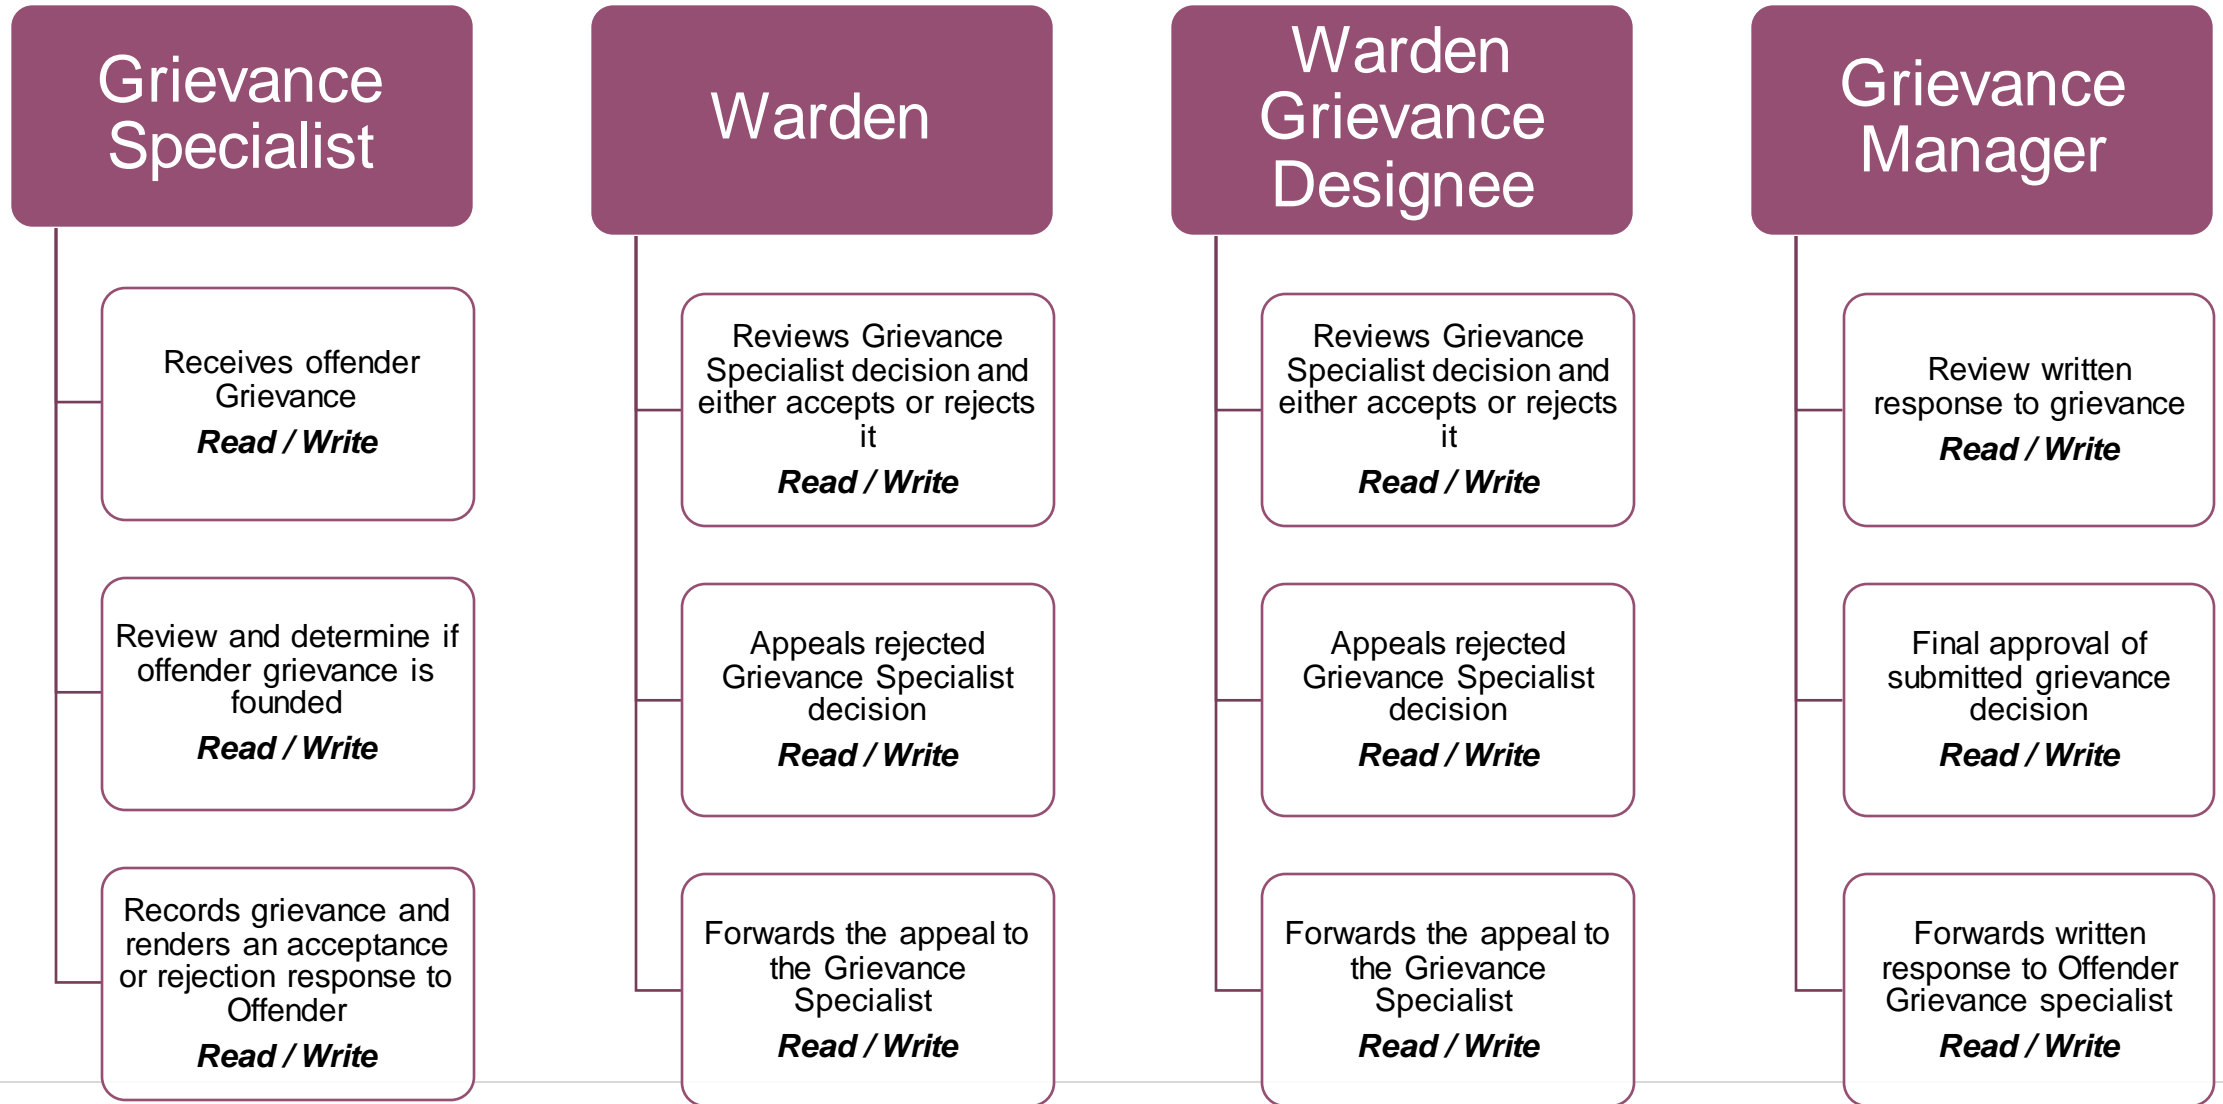 Grievance
Specialist
Receives offender
Grievance
Read / Write
Review and determine if
offender grievance is
founded
Read / Write
Records grievance and
renders an acceptance
or rejection response to
Offender
Read / Write
Warden
Reviews Grievance
Specialist decision and
either accepts or rejects
it
Read / Write
Appeals rejected
Grievance Specialist
decision
Read / Write
Forwards the appeal to
the Grievance
Specialist
Read / Write
Warden
Grievance
Designee
Reviews Grievance
Specialist decision and
either accepts or rejects
it
Read / Write
Appeals rejected
Grievance Specialist
decision
Read / Write
Forwards the appeal to
the Grievance
Specialist
Read / Write
Grievance
Manager
Review written
response to grievance
Read / Write
Final approval of
submitted grievance
decision
Read / Write
Forwards written
response to Offender
Grievance specialist
Read / Write